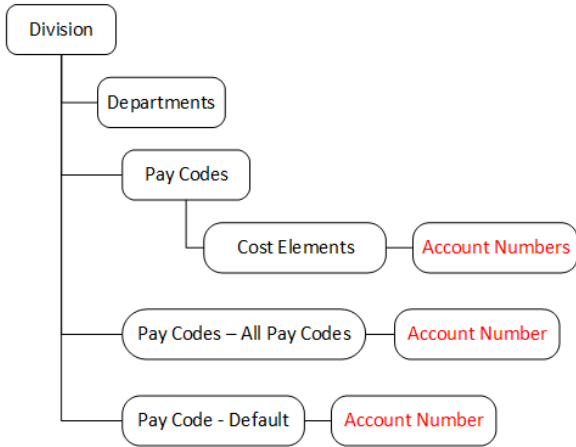 Division
Departments
Pay Codes
Cost Elements
Account Numbers
Pay Codes – All Pay Codes
Account Number
Pay Code - Default
Account Number